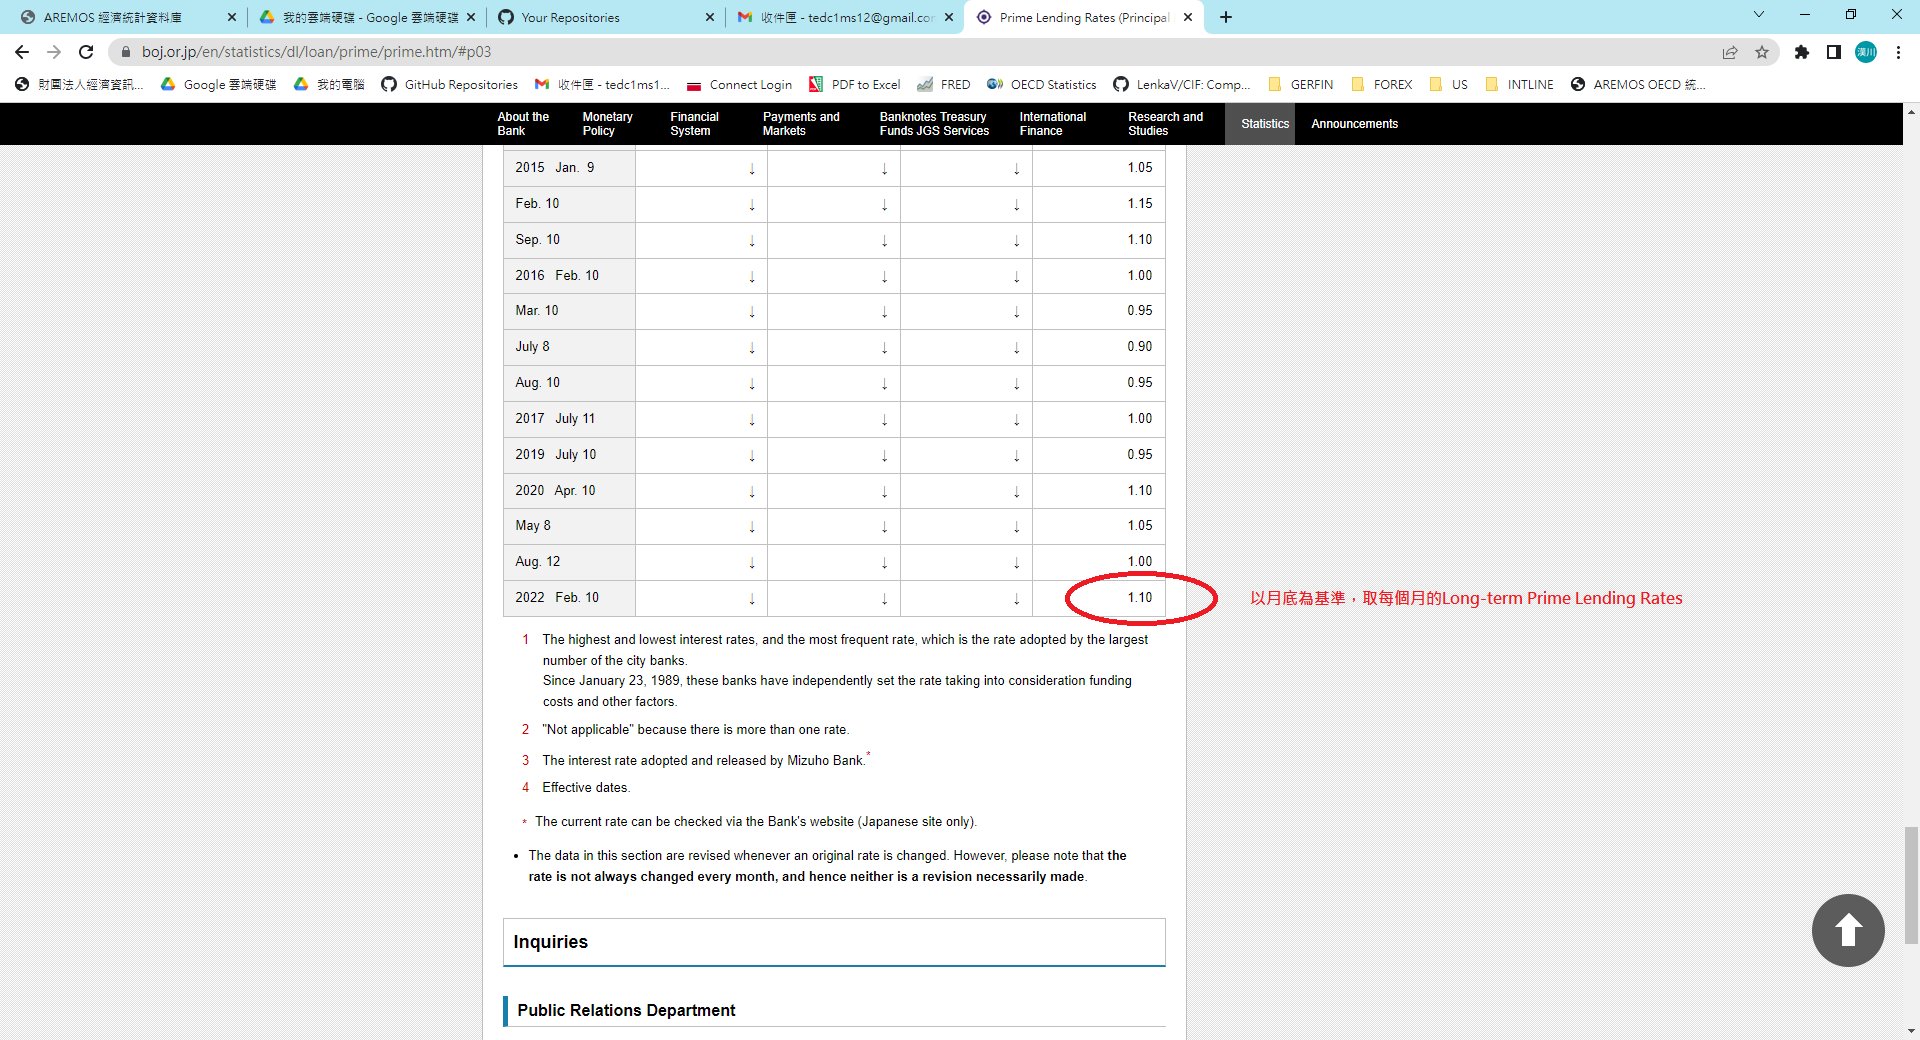 AREMOS 經濟統計資料庫
我的雲端硬碟 - Google 雲端硬碟
Your Repositories
收件匣 - tedc1ms12@gmail.co
Prime Lending Rates (Principal
boj.or.jp/en/statistics/dl/loan/prime/prime.htm/#p03
漢川
財團法人經濟資訊...
Google 雲端硬碟
我的電腦
GitHub Repositories
收件匣 - tedc1ms1...
Connect Login
PDF to Excel
FRED
OECD Statistics
LenkaV/CIF: Comp...
GERFIN
FOREX
US
INTLINE
AREMOS OECD 統...
About the Bank
Monetary Policy
Financial System
Payments and Markets
Banknotes Treasury Funds JGS Services
International Finance
Research and Studies
Statistics
Announcements
2015 Jan. 9 ↓ ↓ ↓ 1.05
Feb. 10 ↓ ↓ ↓ 1.15
Sep. 10 ↓ ↓ ↓ 1.10
2016 Feb. 10 ↓ ↓ ↓ 1.00
Mar. 10 ↓ ↓ ↓ 0.95
July 8 ↓ ↓ ↓ 0.90
Aug. 10 ↓ ↓ ↓ 0.95
2017 July 11 ↓ ↓ ↓ 1.00
2019 July 10 ↓ ↓ ↓ 0.95
2020 Apr. 10 ↓ ↓ ↓ 1.10
May 8 ↓ ↓ ↓ 1.05
Aug. 12 ↓ ↓ ↓ 1.00
2022 Feb. 10 ↓ ↓ ↓ 1.10
以月底為基準，取每個月的Long-term Prime Lending Rates
1 The highest and lowest interest rates, and the most frequent rate, which is the rate adopted by the largest
number of the city banks.
Since January 23, 1989, these banks have independently set the rate taking into consideration funding
costs and other factors.
2 "Not applicable" because there is more than one rate.
3 The interest rate adopted and released by Mizuho Bank.*
4 Effective dates.
* The current rate can be checked via the Bank's website (Japanese site only).
• The data in this section are revised whenever an original rate is changed. However, please note that the
rate is not always changed every month, and hence neither is a revision necessarily made.
Inquiries
Public Relations Department